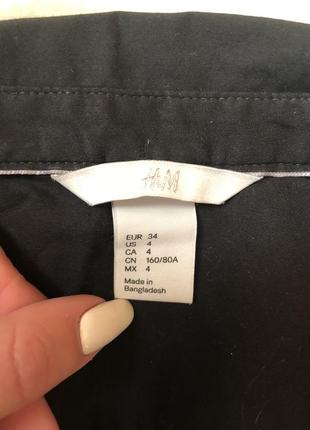 H&M
EUR 34
US 4
CA 4
CN 160/80A
MX 4
Made in
Bangladesh